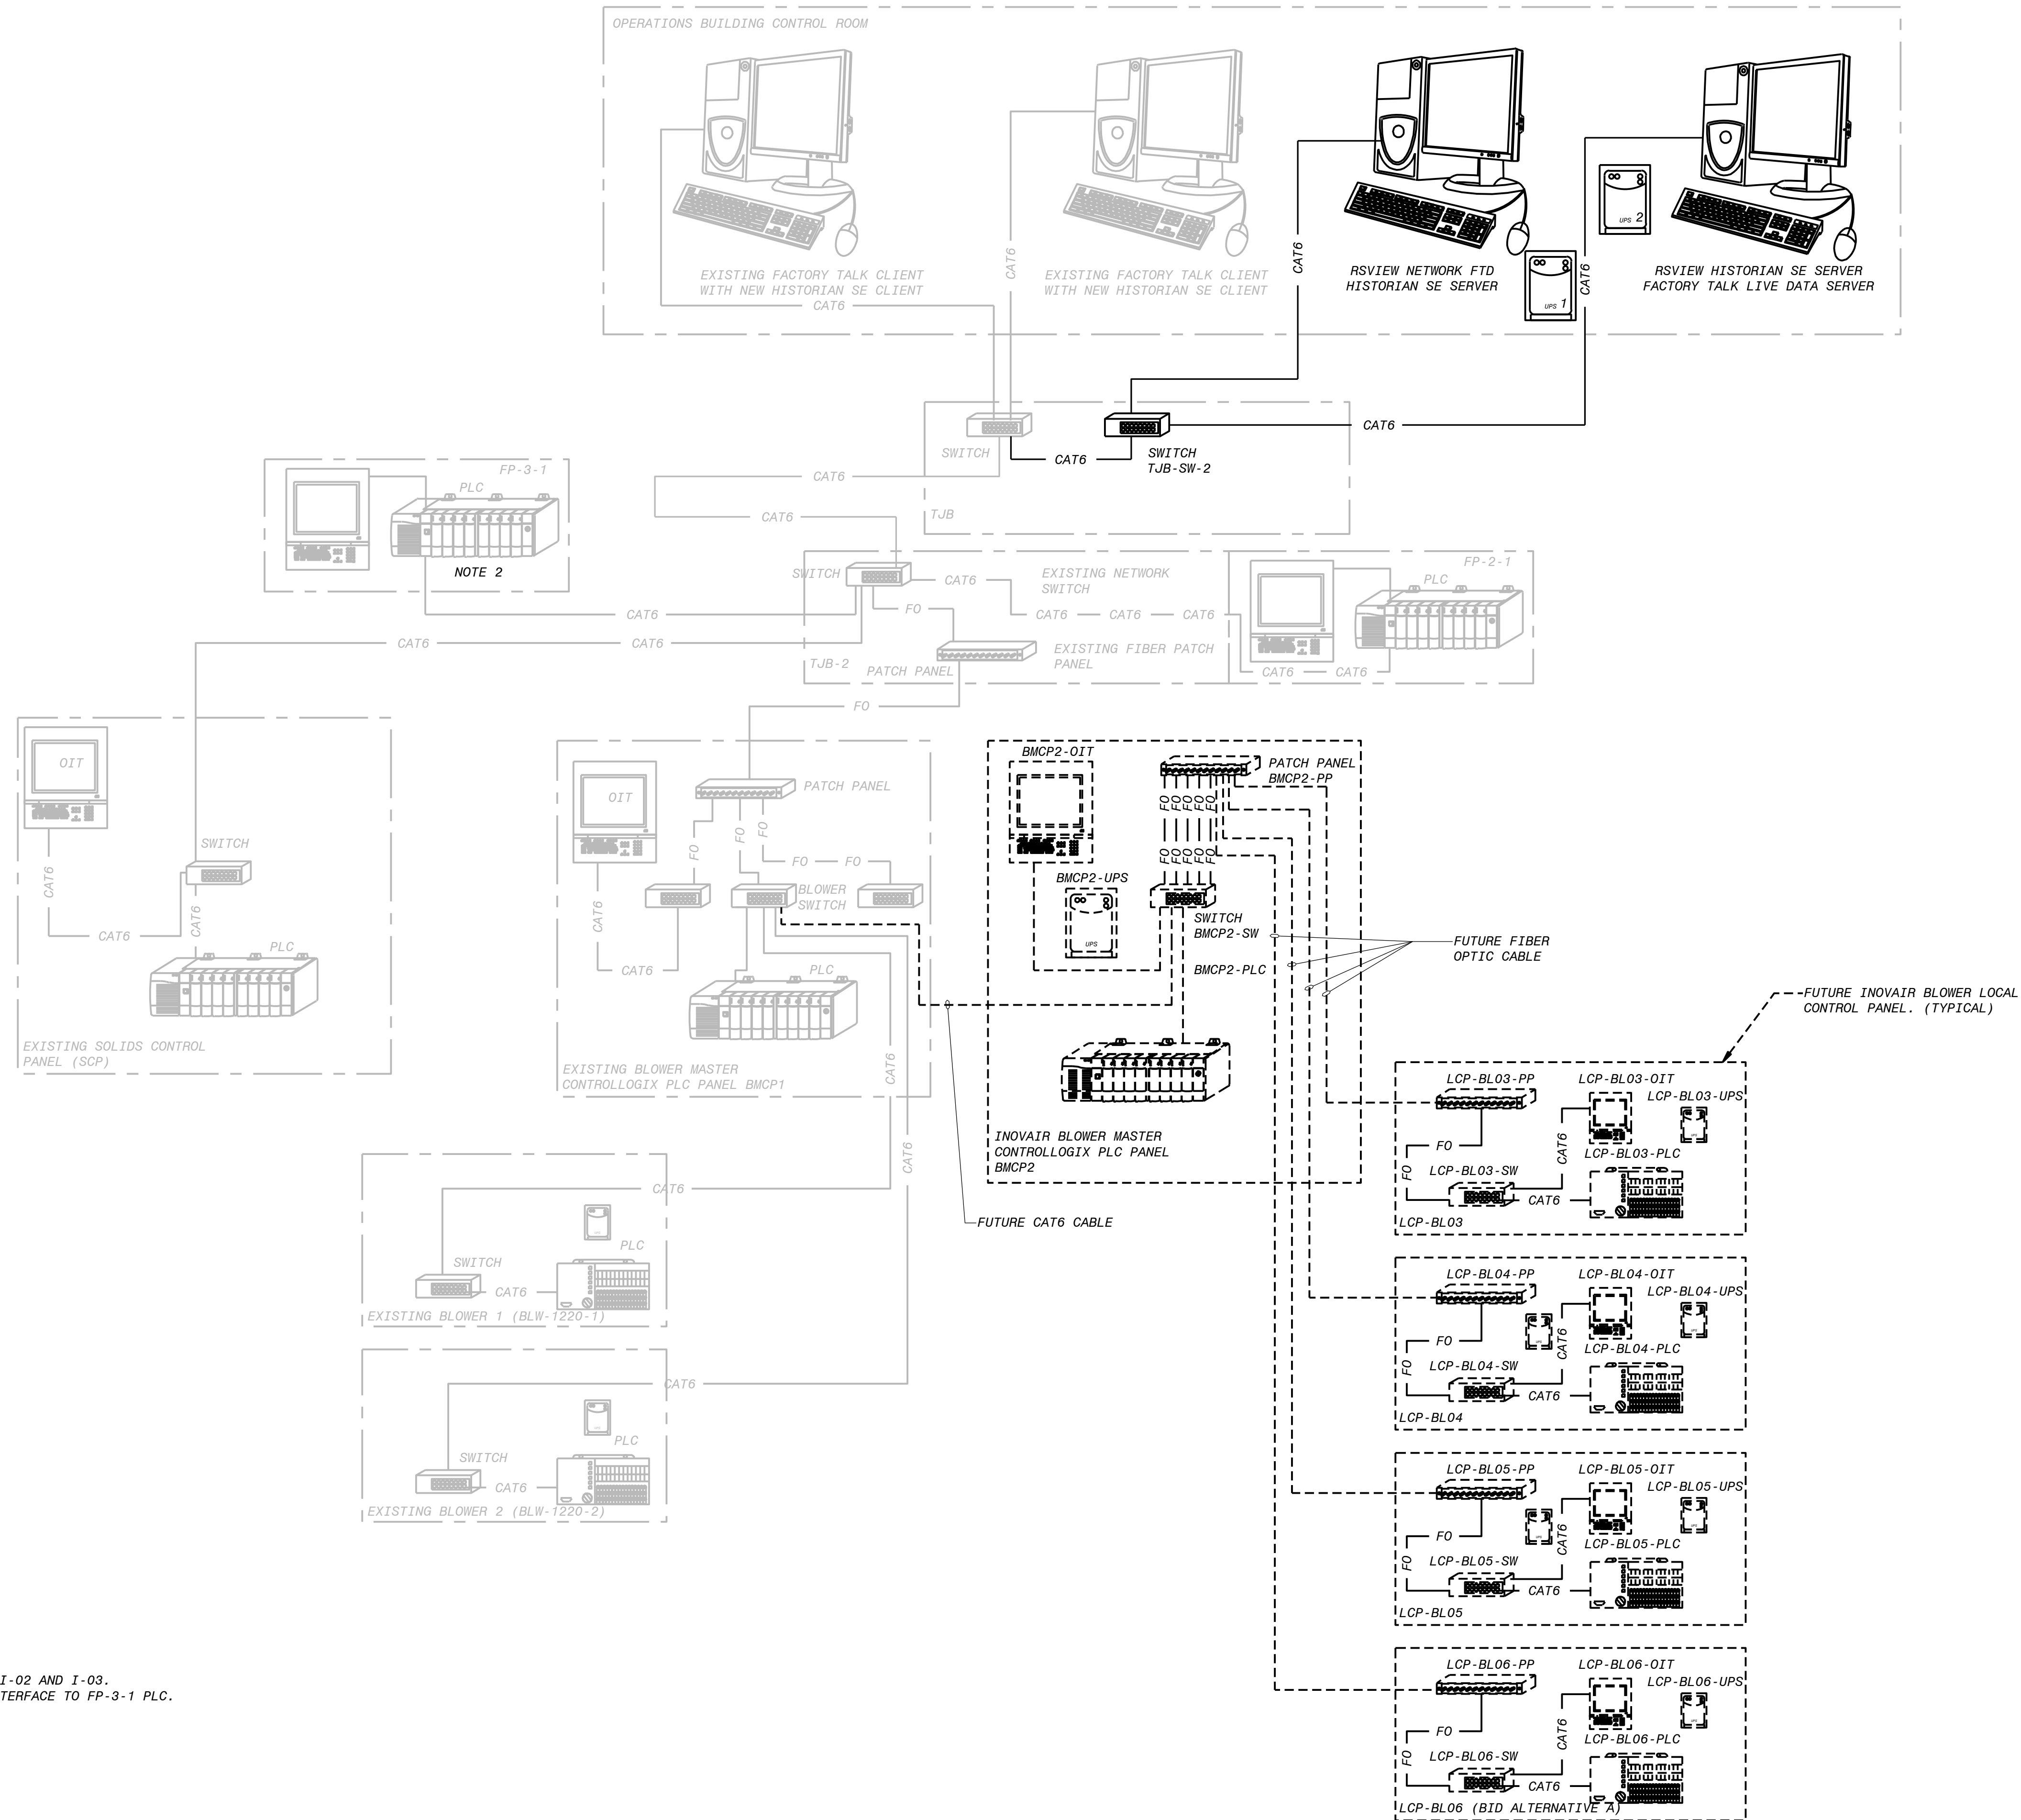 OPERATIONS BUILDING CONTROL ROOM
EXISTING FACTORY TALK CLIENT
WITH NEW HISTORIAN SE CLIENT
CAT6
CAT6
EXISTING FACTORY TALK CLIENT
WITH NEW HISTORIAN SE CLIENT
CAT6
RSVIEW NETWORK FTD
HISTORIAN SE SERVER
UPS 1
UPS 2
CAT6
RSVIEW HISTORIAN SE SERVER
FACTORY TALK LIVE DATA SERVER
SWITCH
CAT6
SWITCH
TJB-SW-2
CAT6
TJB
CAT6
CAT6
FP-3-1
PLC
NOTE 2
SWITCH
CAT6
EXISTING NETWORK
SWITCH
FO
CAT6
CAT6
CAT6
CAT6
CAT6
CAT6
TJB-2
PATCH PANEL
EXISTING FIBER PATCH
PANEL
FP-2-1
PLC
CAT6
CAT6
FO
OIT
SWITCH
CAT6
CAT6
CAT6
PLC
EXISTING SOLIDS CONTROL
PANEL (SCP)
OIT
PATCH PANEL
FO
FO
FO
FO
FO
BLOWER
SWITCH
CAT6
CAT6
PLC
CAT6
CAT6
EXISTING BLOWER MASTER
CONTROLLOGIX PLC PANEL BMCP1
BMCP2-OIT
PATCH PANEL
BMCP2-PP
FO
FO
FO
FO
FO
FO
FO
FO
FO
FO
BMCP2-UPS
UPS
SWITCH
BMCP2-SW
BMCP2-PLC
FUTURE FIBER
OPTIC CABLE
INOVAIR BLOWER MASTER
CONTROLLOGIX PLC PANEL
BMCP2
FUTURE CAT6 CABLE
FUTURE INOVAIR BLOWER LOCAL
CONTROL PANEL. (TYPICAL)
CAT6
PLC
SWITCH
CAT6
EXISTING BLOWER 1 (BLW-1220-1)
CAT6
PLC
SWITCH
CAT6
EXISTING BLOWER 2 (BLW-1220-2)
LCP-BL03-PP
LCP-BL03-OIT
LCP-BL03-UPS
FO
FO
CAT6
LCP-BL03-PLC
LCP-BL03-SW
CAT6
LCP-BL03
LCP-BL04-PP
LCP-BL04-OIT
LCP-BL04-UPS
FO
FO
CAT6
LCP-BL04-PLC
LCP-BL04-SW
CAT6
LCP-BL04
LCP-BL05-PP
LCP-BL05-OIT
LCP-BL05-UPS
FO
FO
CAT6
LCP-BL05-PLC
LCP-BL05-SW
CAT6
LCP-BL05
LCP-BL06-PP
LCP-BL06-OIT
LCP-BL06-UPS
FO
FO
CAT6
LCP-BL06-PLC
LCP-BL06-SW
CAT6
LCP-BL06 (BID ALTERNATIVE A)
I-02 AND I-03.
TERFACE TO FP-3-1 PLC.